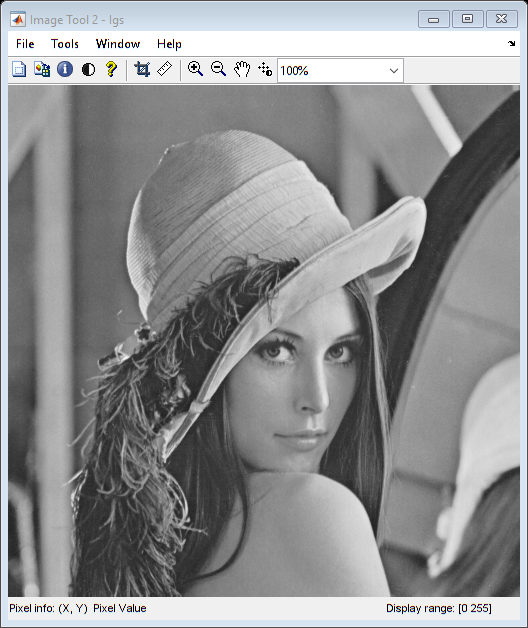 Image Tool 2 - lgs
File Tools Window Help
100%
Pixel info: (X, Y) Pixel Value Display range: [0 255]